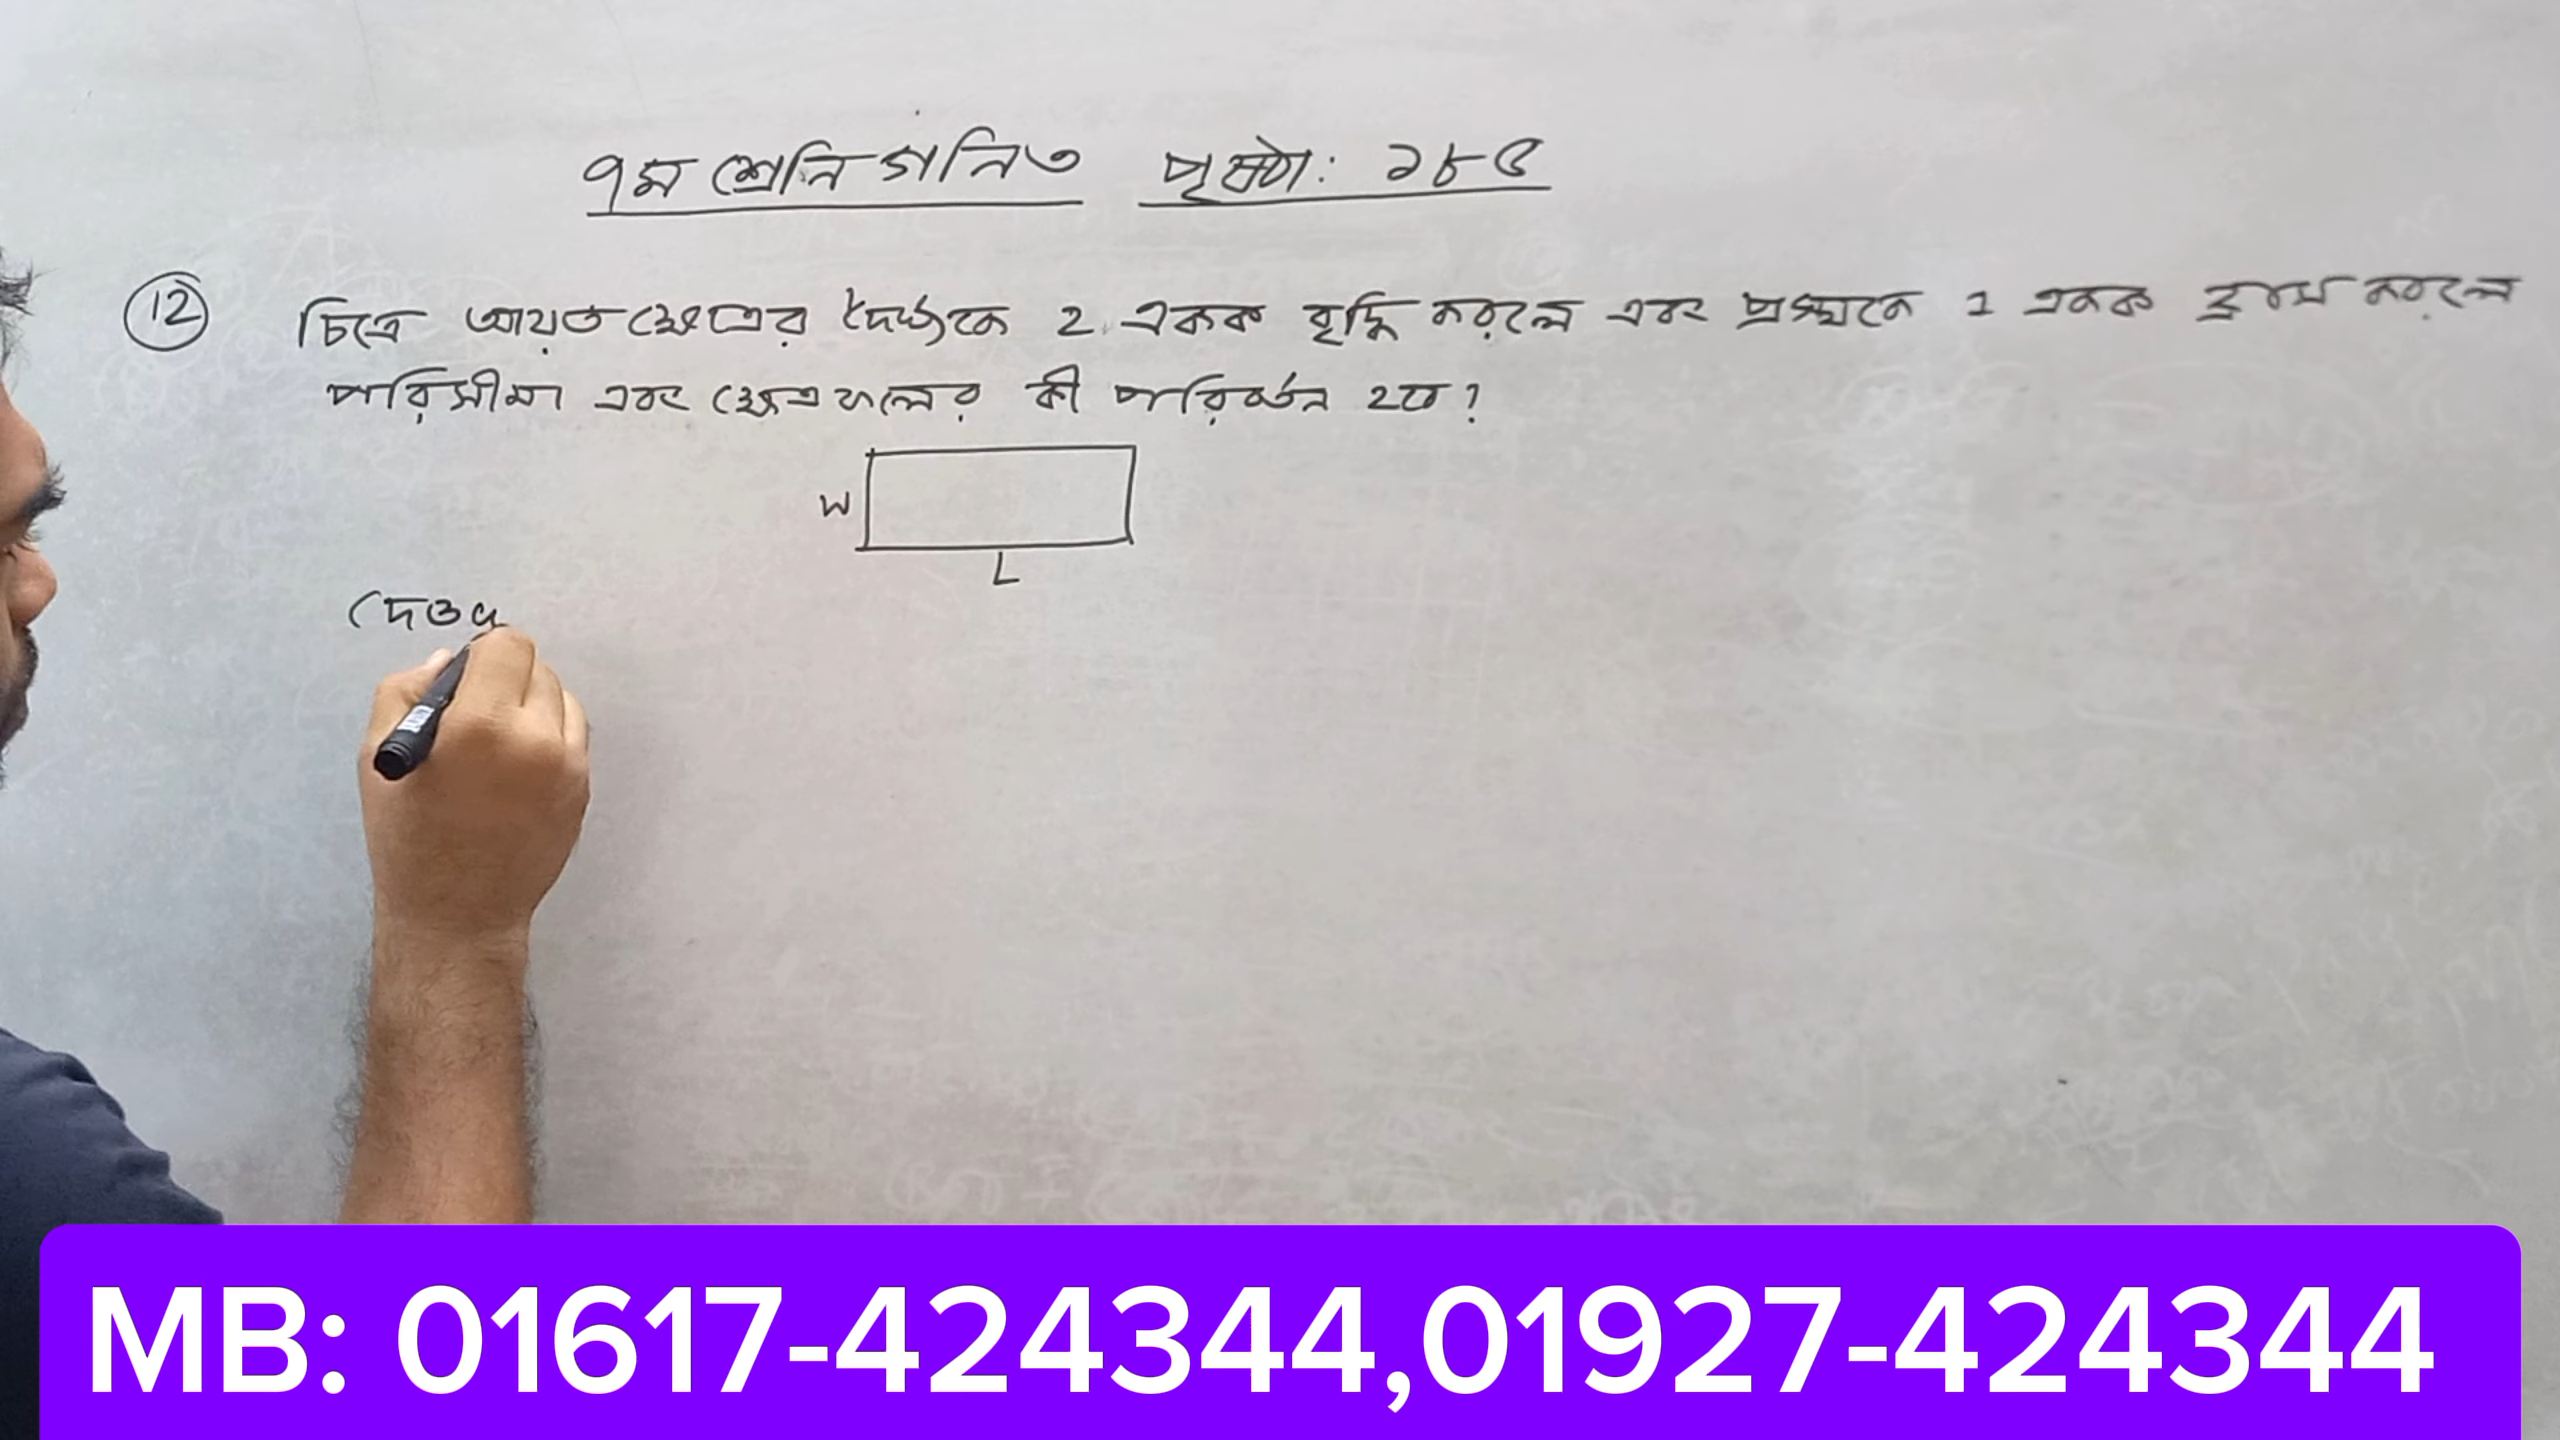 ৭ম শ্রেনি গনিত পৃষ্ঠা: ১৮৫
12 চিত্রে আয়তক্ষেত্রের দৈর্ঘ্যকে 2 একক বৃদ্ধি করলে এবং প্রস্থকে 1 একক হ্রাস করলে
পরিসীমা এবং ক্ষেত্রফলের কী পরিবর্তন হবে?
W
L
দেওয়
MB: 01617-424344,01927-424344